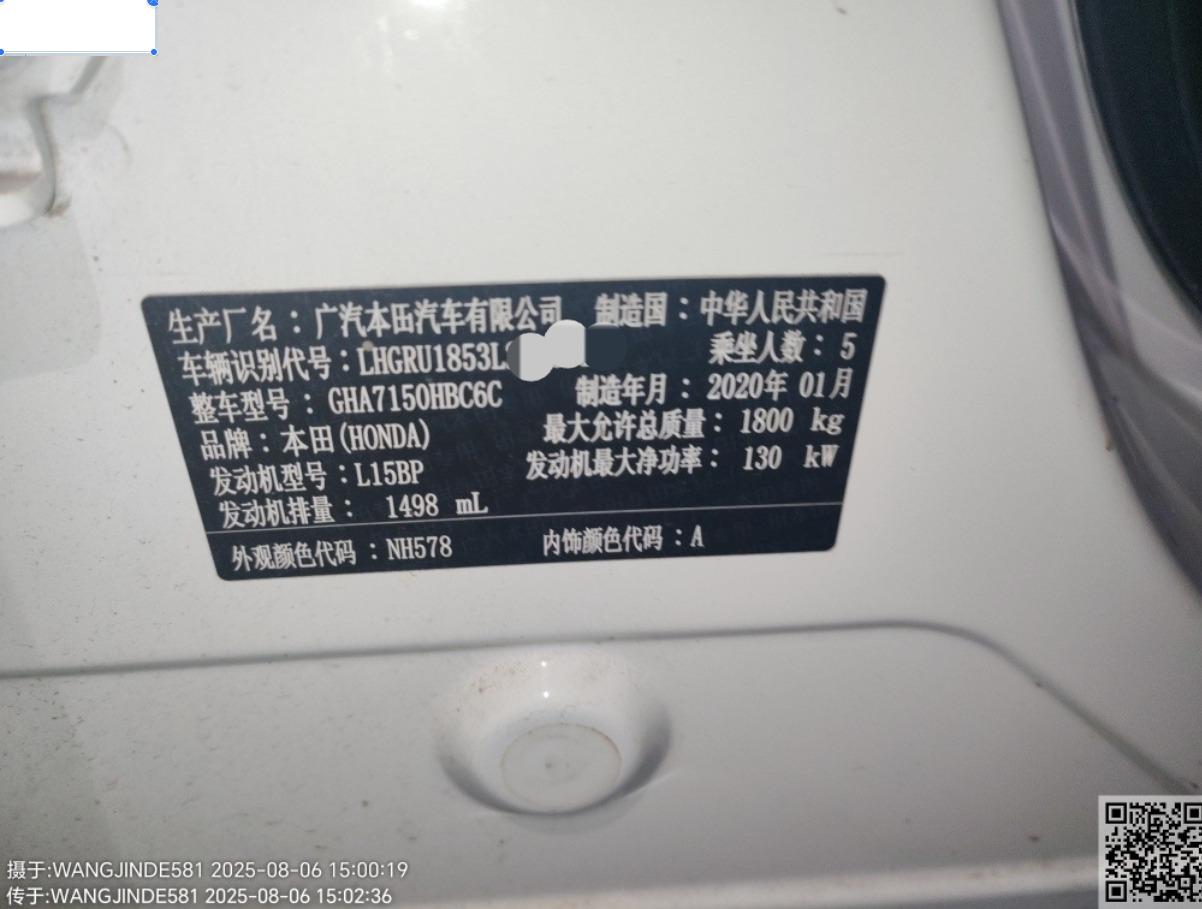 生产厂名：广汽本田汽车有限公司 制造国：中华人民共和国
车辆识别代号：LHGRU1853L 乘坐人数：5
整车型号：GHA7150HBC6C 制造年月：2020年 01月
品牌：本田(HONDA) 最大允许总质量：1800 kg
发动机型号：L15BP 发动机最大净功率：130 kW
发动机排量：1498 mL
外观颜色代码：NH578 内饰颜色代码：A
摄于:WANGJINDE581 2025-08-06 15:00:19
传于:WANGJINDE581 2025-08-06 15:02:36